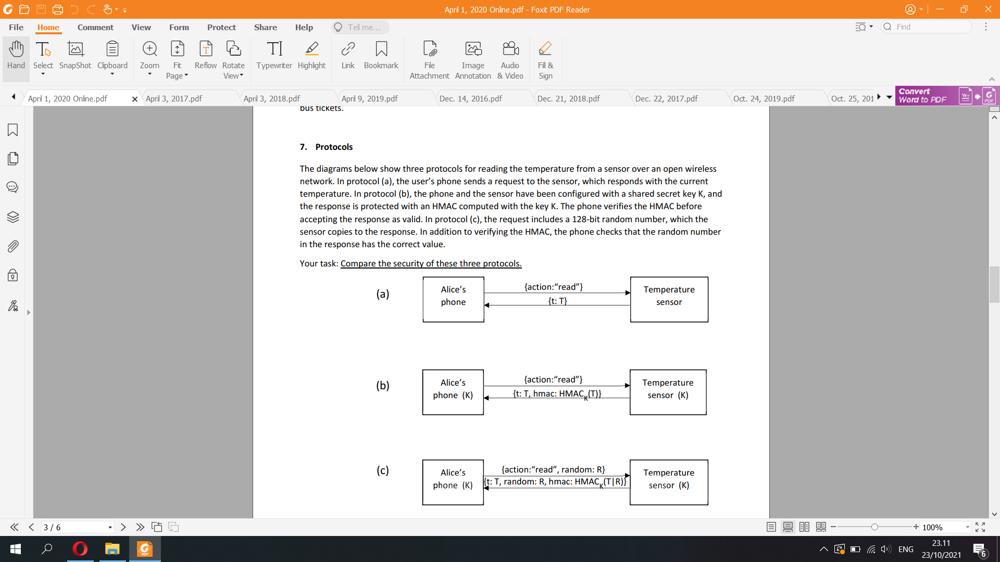 April 1, 2020 Online.pdf - Foxit PDF Reader
File Home Comment View Form Protect Share Help Tell me... Find
Hand Select SnapShot Clipboard Zoom Fit Page Reflow Rotate View Typewriter Highlight Link Bookmark File Attachment Image Annotation Audio & Video Fill & Sign
April 1, 2020 Online.pdf April 3, 2017.pdf April 3, 2018.pdf April 9, 2019.pdf Dec. 14, 2016.pdf Dec. 21, 2018.pdf Dec. 22, 2017.pdf Oct. 24, 2019.pdf Oct. 25, 201
Convert
Word to PDF
bus tickets.
7. Protocols
The diagrams below show three protocols for reading the temperature from a sensor over an open wireless
network. In protocol (a), the user's phone sends a request to the sensor, which responds with the current
temperature. In protocol (b), the phone and the sensor have been configured with a shared secret key K, and
the response is protected with an HMAC computed with the key K. The phone verifies the HMAC before
accepting the response as valid. In protocol (c), the request includes a 128-bit random number, which the
sensor copies to the response. In addition to verifying the HMAC, the phone checks that the random number
in the response has the correct value.
Your task: Compare the security of these three protocols.
(a)
Alice's
phone
{action:“read”}
{t: T}
Temperature
sensor
(b)
Alice's
phone (K)
{action:“read”}
{t: T, hmac: HMACK(T)}
Temperature
sensor (K)
(c)
Alice's
phone (K)
{action:“read”, random: R}
{t: T, random: R, hmac: HMACK(T|R)}
Temperature
sensor (K)
3 / 6
100%
ENG
23.11
23/10/2021
6